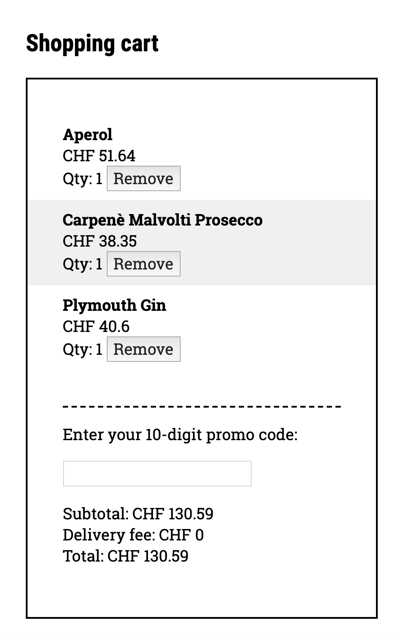 Shopping cart
Aperol
CHF 51.64
Qty: 1 Remove
Carpenè Malvolti Prosecco
CHF 38.35
Qty: 1 Remove
Plymouth Gin
CHF 40.6
Qty: 1 Remove
Enter your 10-digit promo code:
Subtotal: CHF 130.59
Delivery fee: CHF 0
Total: CHF 130.59